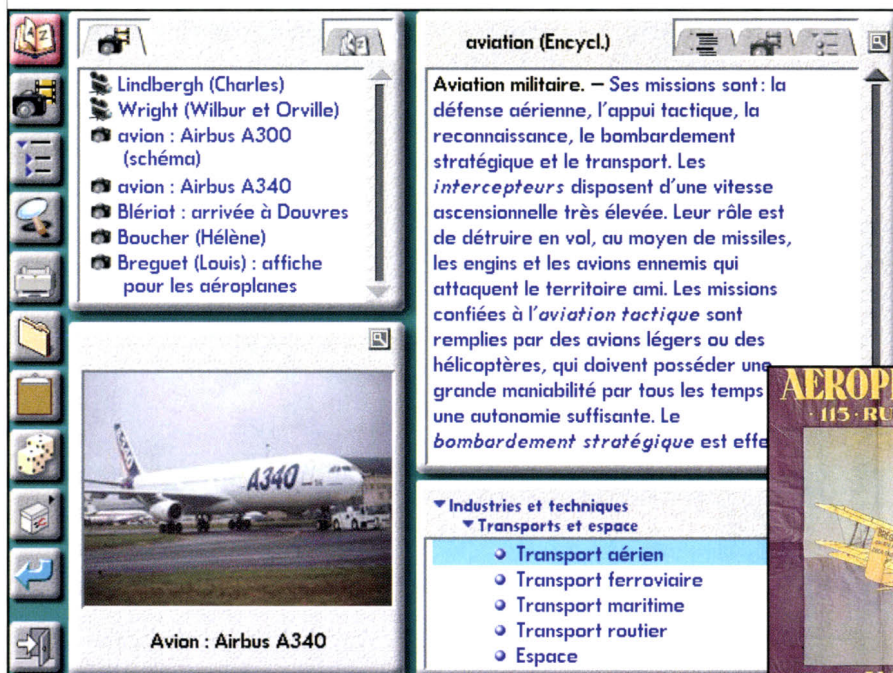 Lindbergh (Charles)
Wright (Wilbur et Orville)
avion : Airbus A300
(schéma)
avion : Airbus A340
Blériot : arrivée à Douvres
Boucher (Hélène)
Breguet (Louis) : affiche
pour les aéroplanes
A340
Avion : Airbus A340
aviation (Encycl.)
Aviation militaire. – Ses missions sont : la
défense aérienne, l'appui tactique, la
reconnaissance, le bombardement
stratégique et le transport. Les
intercepteurs disposent d'une vitesse
ascensionnelle très élevée. Leur rôle est
de détruire en vol, au moyen de missiles,
les engins et les avions ennemis qui
attaquent le territoire ami. Les missions
confiées à l'aviation tactique sont
remplies par des avions légers ou des
hélicoptères, qui doivent posséder une
grande maniabilité par tous les temps
une autonomie suffisante. Le
bombardement stratégique est effe
Industries et techniques
Transports et espace
Transport aérien
Transport ferroviaire
Transport maritime
Transport routier
Espace
AEROP
· 115 · RU